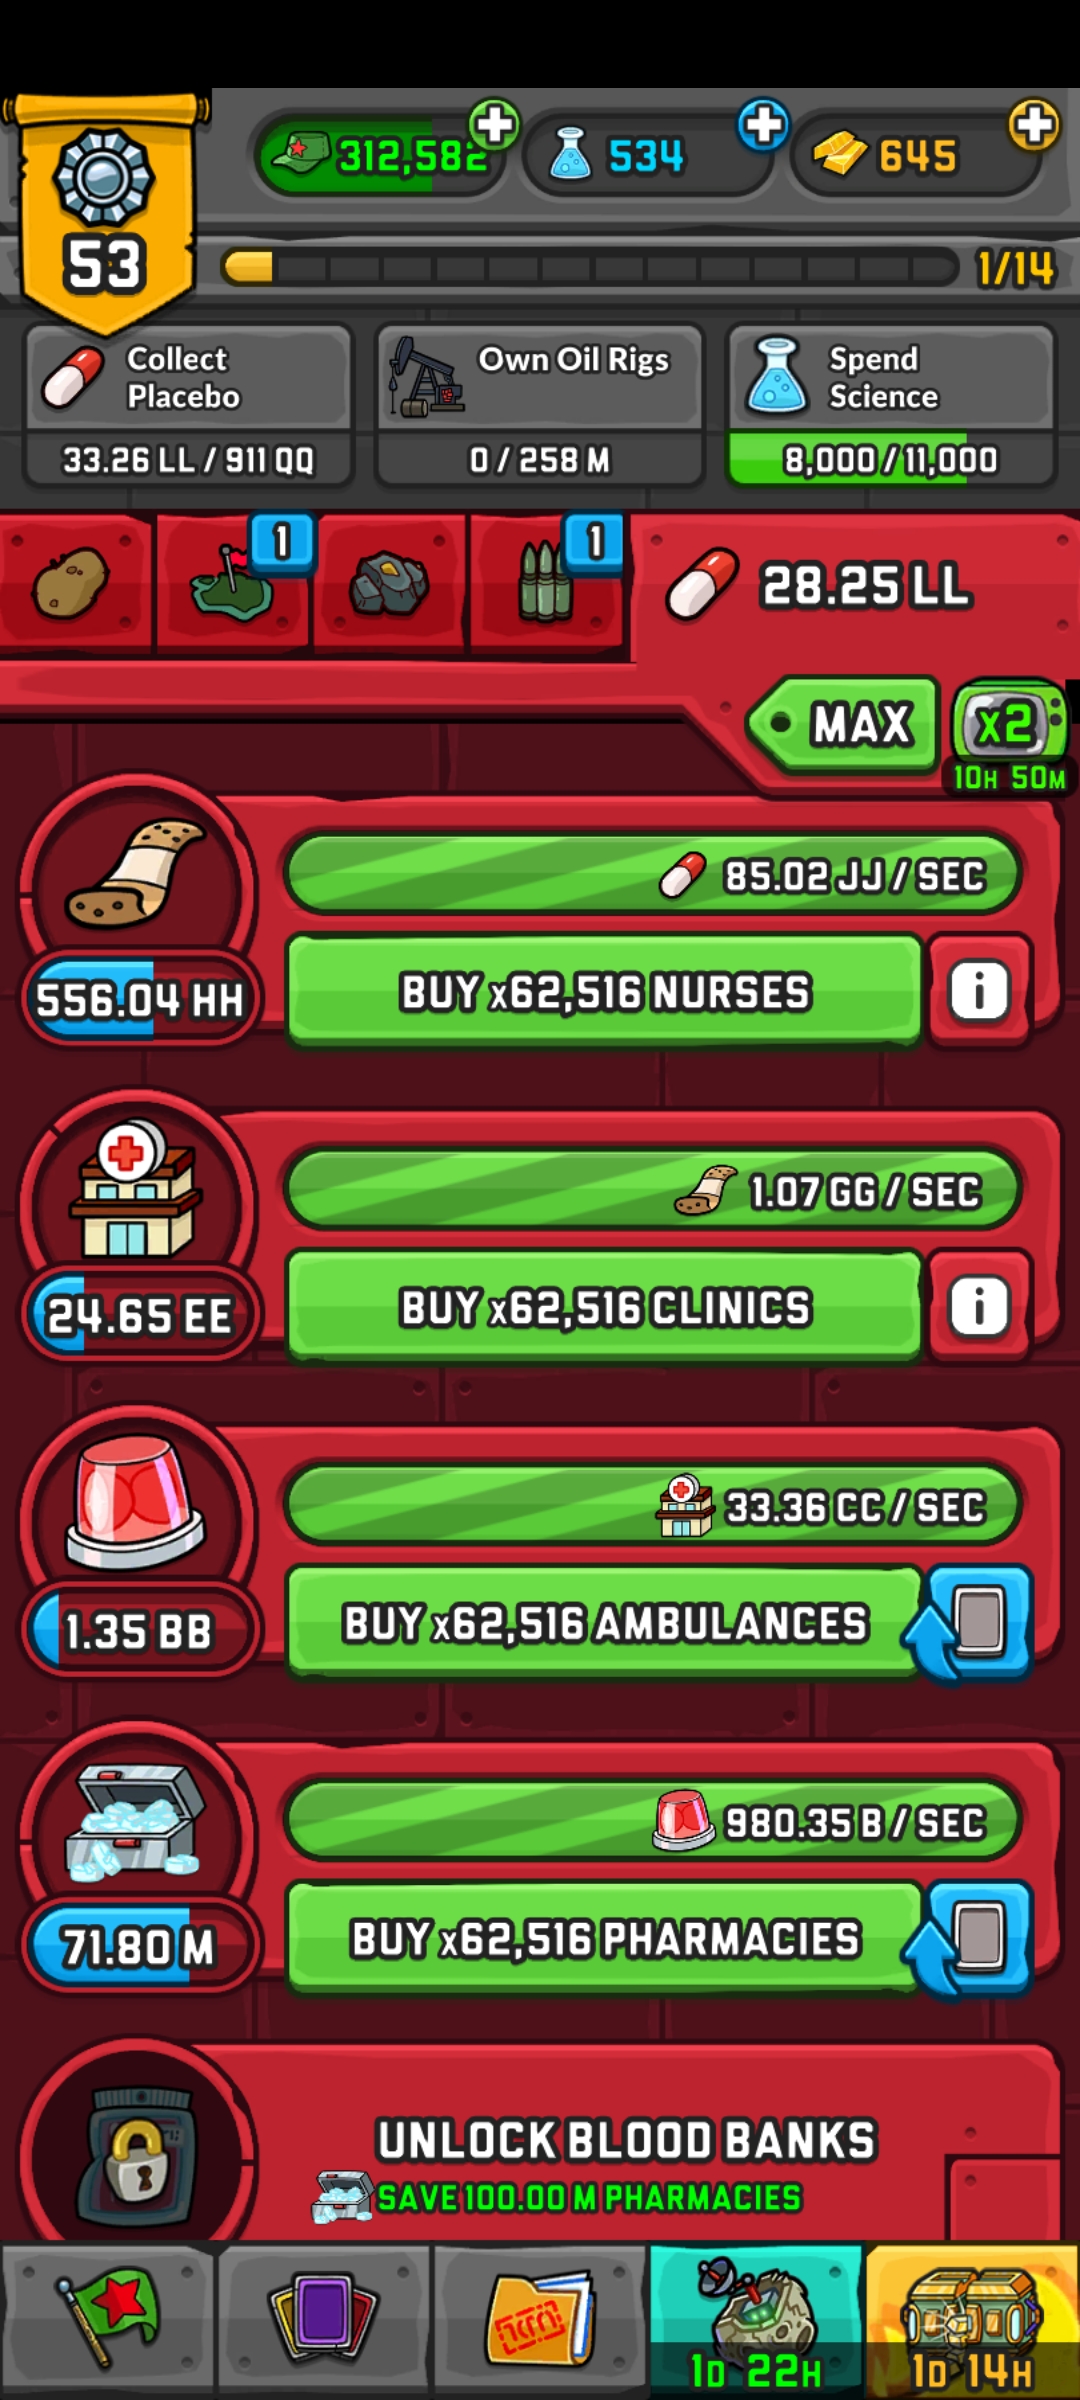 312,582
534
645
53
1/14
Collect
Placebo
33.26 LL / 911 QQ
Own Oil Rigs
0 / 258 M
Spend
Science
8,000 / 11,000
1
1
28.25 LL
MAX
x2
10H 50M
85.02 JJ / SEC
556.04 HH
BUY x62,516 NURSES
i
1.07 GG / SEC
24.65 EE
BUY x62,516 CLINICS
i
33.36 CC / SEC
1.35 BB
BUY x62,516 AMBULANCES
980.35 B / SEC
71.80 M
BUY x62,516 PHARMACIES
UNLOCK BLOOD BANKS
SAVE 100.00 M PHARMACIES
1D 22H
1D 14H